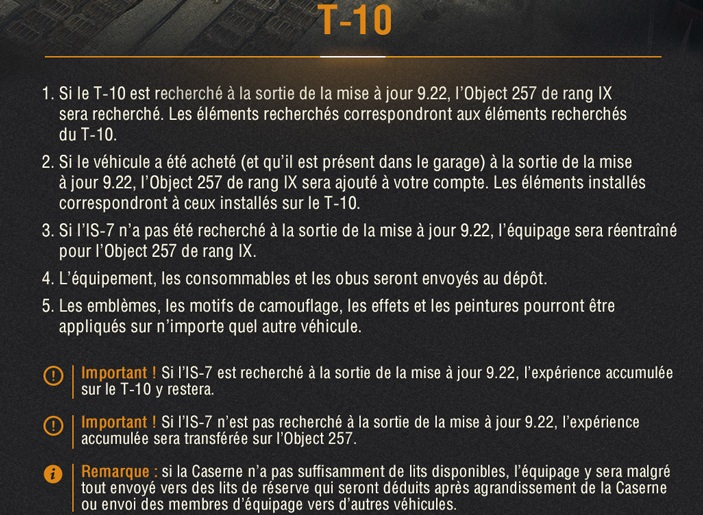 T-10
1. Si le T-10 est recherché à la sortie de la mise à jour 9.22, l’Object 257 de rang IX
sera recherché. Les éléments recherchés correspondront aux éléments recherchés
du T-10.
2. Si le véhicule a été acheté (et qu’il est présent dans le garage) à la sortie de la mise
à jour 9.22, l’Object 257 de rang IX sera ajouté à votre compte. Les éléments installés
correspondront à ceux installés sur le T-10.
3. Si l’IS-7 n’a pas été recherché à la sortie de la mise à jour 9.22, l’équipage sera réentraîné
pour l’Object 257 de rang IX.
4. L’équipement, les consommables et les obus seront envoyés au dépôt.
5. Les emblèmes, les motifs de camouflage, les effets et les peintures pourront être
appliqués sur n’importe quel autre véhicule.
Important ! Si l’IS-7 est recherché à la sortie de la mise à jour 9.22, l’expérience accumulée
sur le T-10 y restera.
Important ! Si l’IS-7 n’est pas recherché à la sortie de la mise à jour 9.22, l’expérience
accumulée sera transférée sur l’Object 257.
Remarque : si la Caserne n’a pas suffisamment de lits disponibles, l’équipage y sera malgré
tout envoyé vers des lits de réserve qui seront déduits après agrandissement de la Caserne
ou envoi des membres d’équipage vers d’autres véhicules.